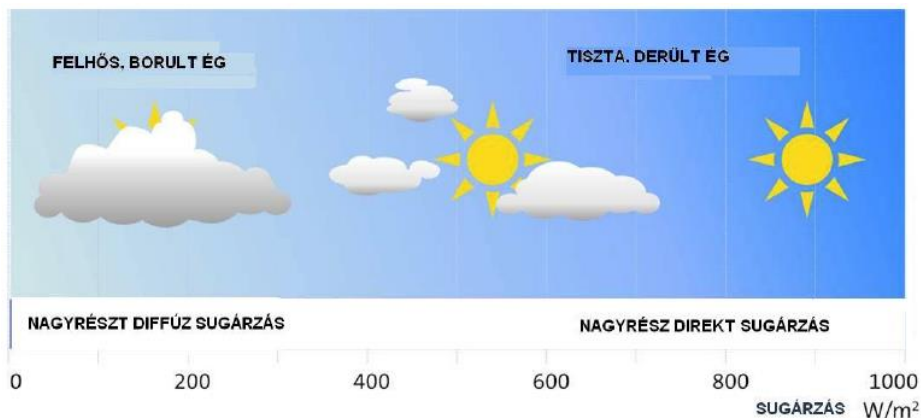 FELHŐS, BORULT ÉG
TISZTA, DERÜLT ÉG
NAGYRÉSZT DIFFÚZ SUGÁRZÁS
NAGYRÉSZ DIREKT SUGÁRZÁS
0 200 400 600 800 1000
SUGÁRZÁS W/m²